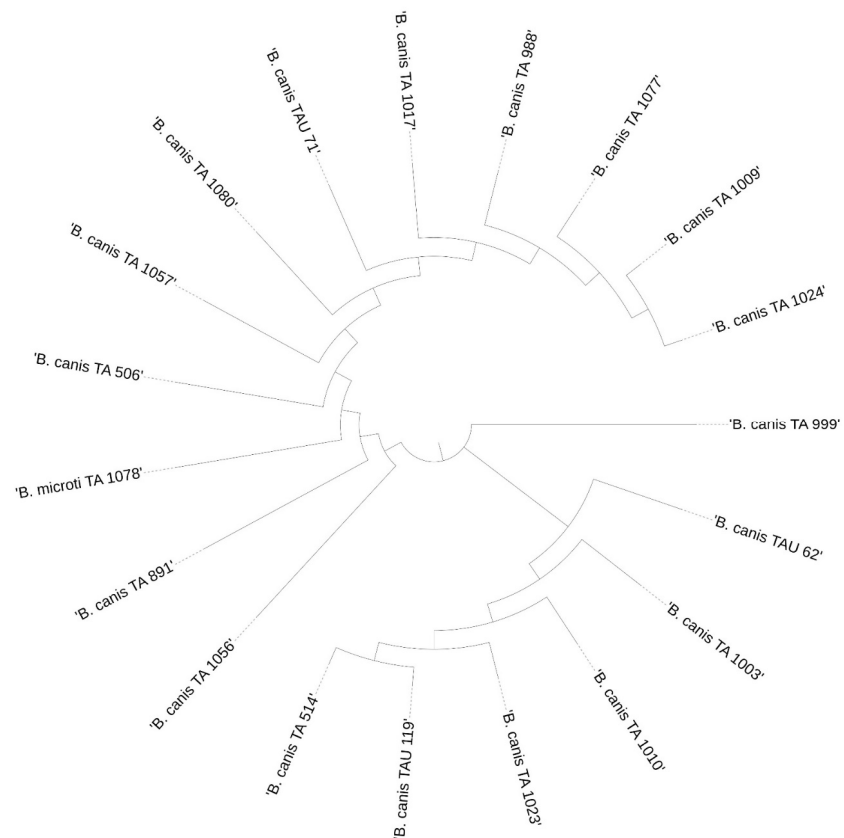 'B. canis TA 1017'
'B. canis TA 988'
'B. canis TAU 71'
'B. canis TA 1077'
'B. canis TA 1080'
'B. canis TA 1009'
'B. canis TA 1057'
'B. canis TA 1024'
'B. canis TA 506'
'B. canis TA 999'
'B. microti TA 1078'
'B. canis TAU 62'
'B. canis TA 891'
'B. canis TA 1003'
'B. canis TA 1056'
'B. canis TA 1010'
'B. canis TA 514'
'B. canis TA 1023'
'B. canis TAU 119'